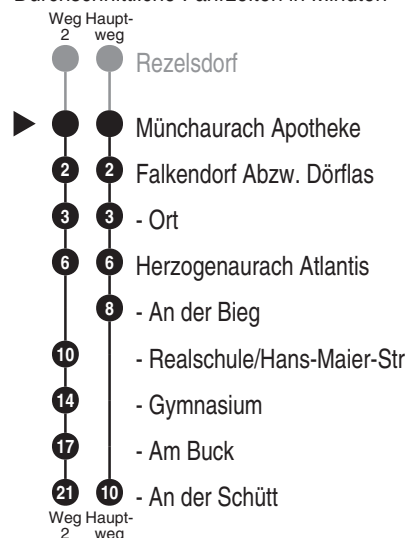 Durchschnittliche Fahrzeiten in Minuten
Weg Haupt-
2 weg
Rezelsdorf
Münchaurach Apotheke
2 2 Falkendorf Abzw. Dörflas
3 3 - Ort
6 6 Herzogenaurach Atlantis
8 - An der Bieg
10 - Realschule/Hans-Maier-Str
14 - Gymnasium
17 - Am Buck
21 10 - An der Schütt
Weg Haupt-
2 weg